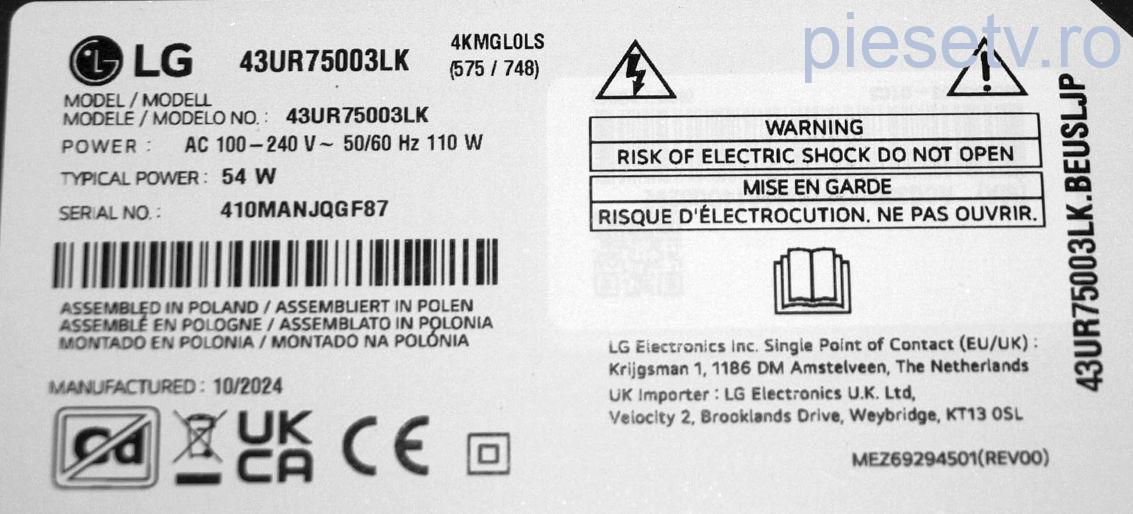 piesetv.ro
LG 43UR75003LK 4KMGL0LS
(575 / 748)
MODEL / MODELL
MODELE / MODELO NO. : 43UR75003LK
POWER : AC 100-240 V~ 50/60 Hz 110 W
TYPICAL POWER : 54 W
SERIAL NO. : 410MANJQGF87
ASSEMBLED IN POLAND / ASSEMBLIERT IN POLEN
ASSEMBLÉ EN POLOGNE / ASSEMBLATO IN POLONIA
MONTADO EN POLONIA / MONTADO NA POLÓNIA
MANUFACTURED : 10/2024
Cd
UK
CA
CE
WARNING
RISK OF ELECTRIC SHOCK DO NOT OPEN
MISE EN GARDE
RISQUE D'ÉLECTROCUTION. NE PAS OUVRIR.
LG Electronics Inc. Single Point of Contact (EU/UK) :
Krijgsman 1, 1186 DM Amstelveen, The Netherlands
UK Importer : LG Electronics U.K. Ltd,
Velocity 2, Brooklands Drive, Weybridge, KT13 0SL
MEZ69294501(REV00)
43UR75003LK.BEUSLJP